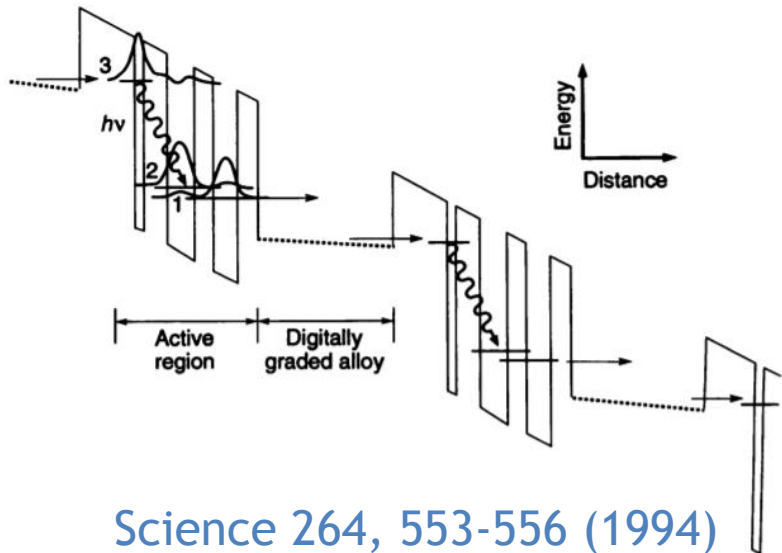 3
hν
2
1
Energy
Distance
Active
region
Digitally
graded alloy
Science 264, 553-556 (1994)